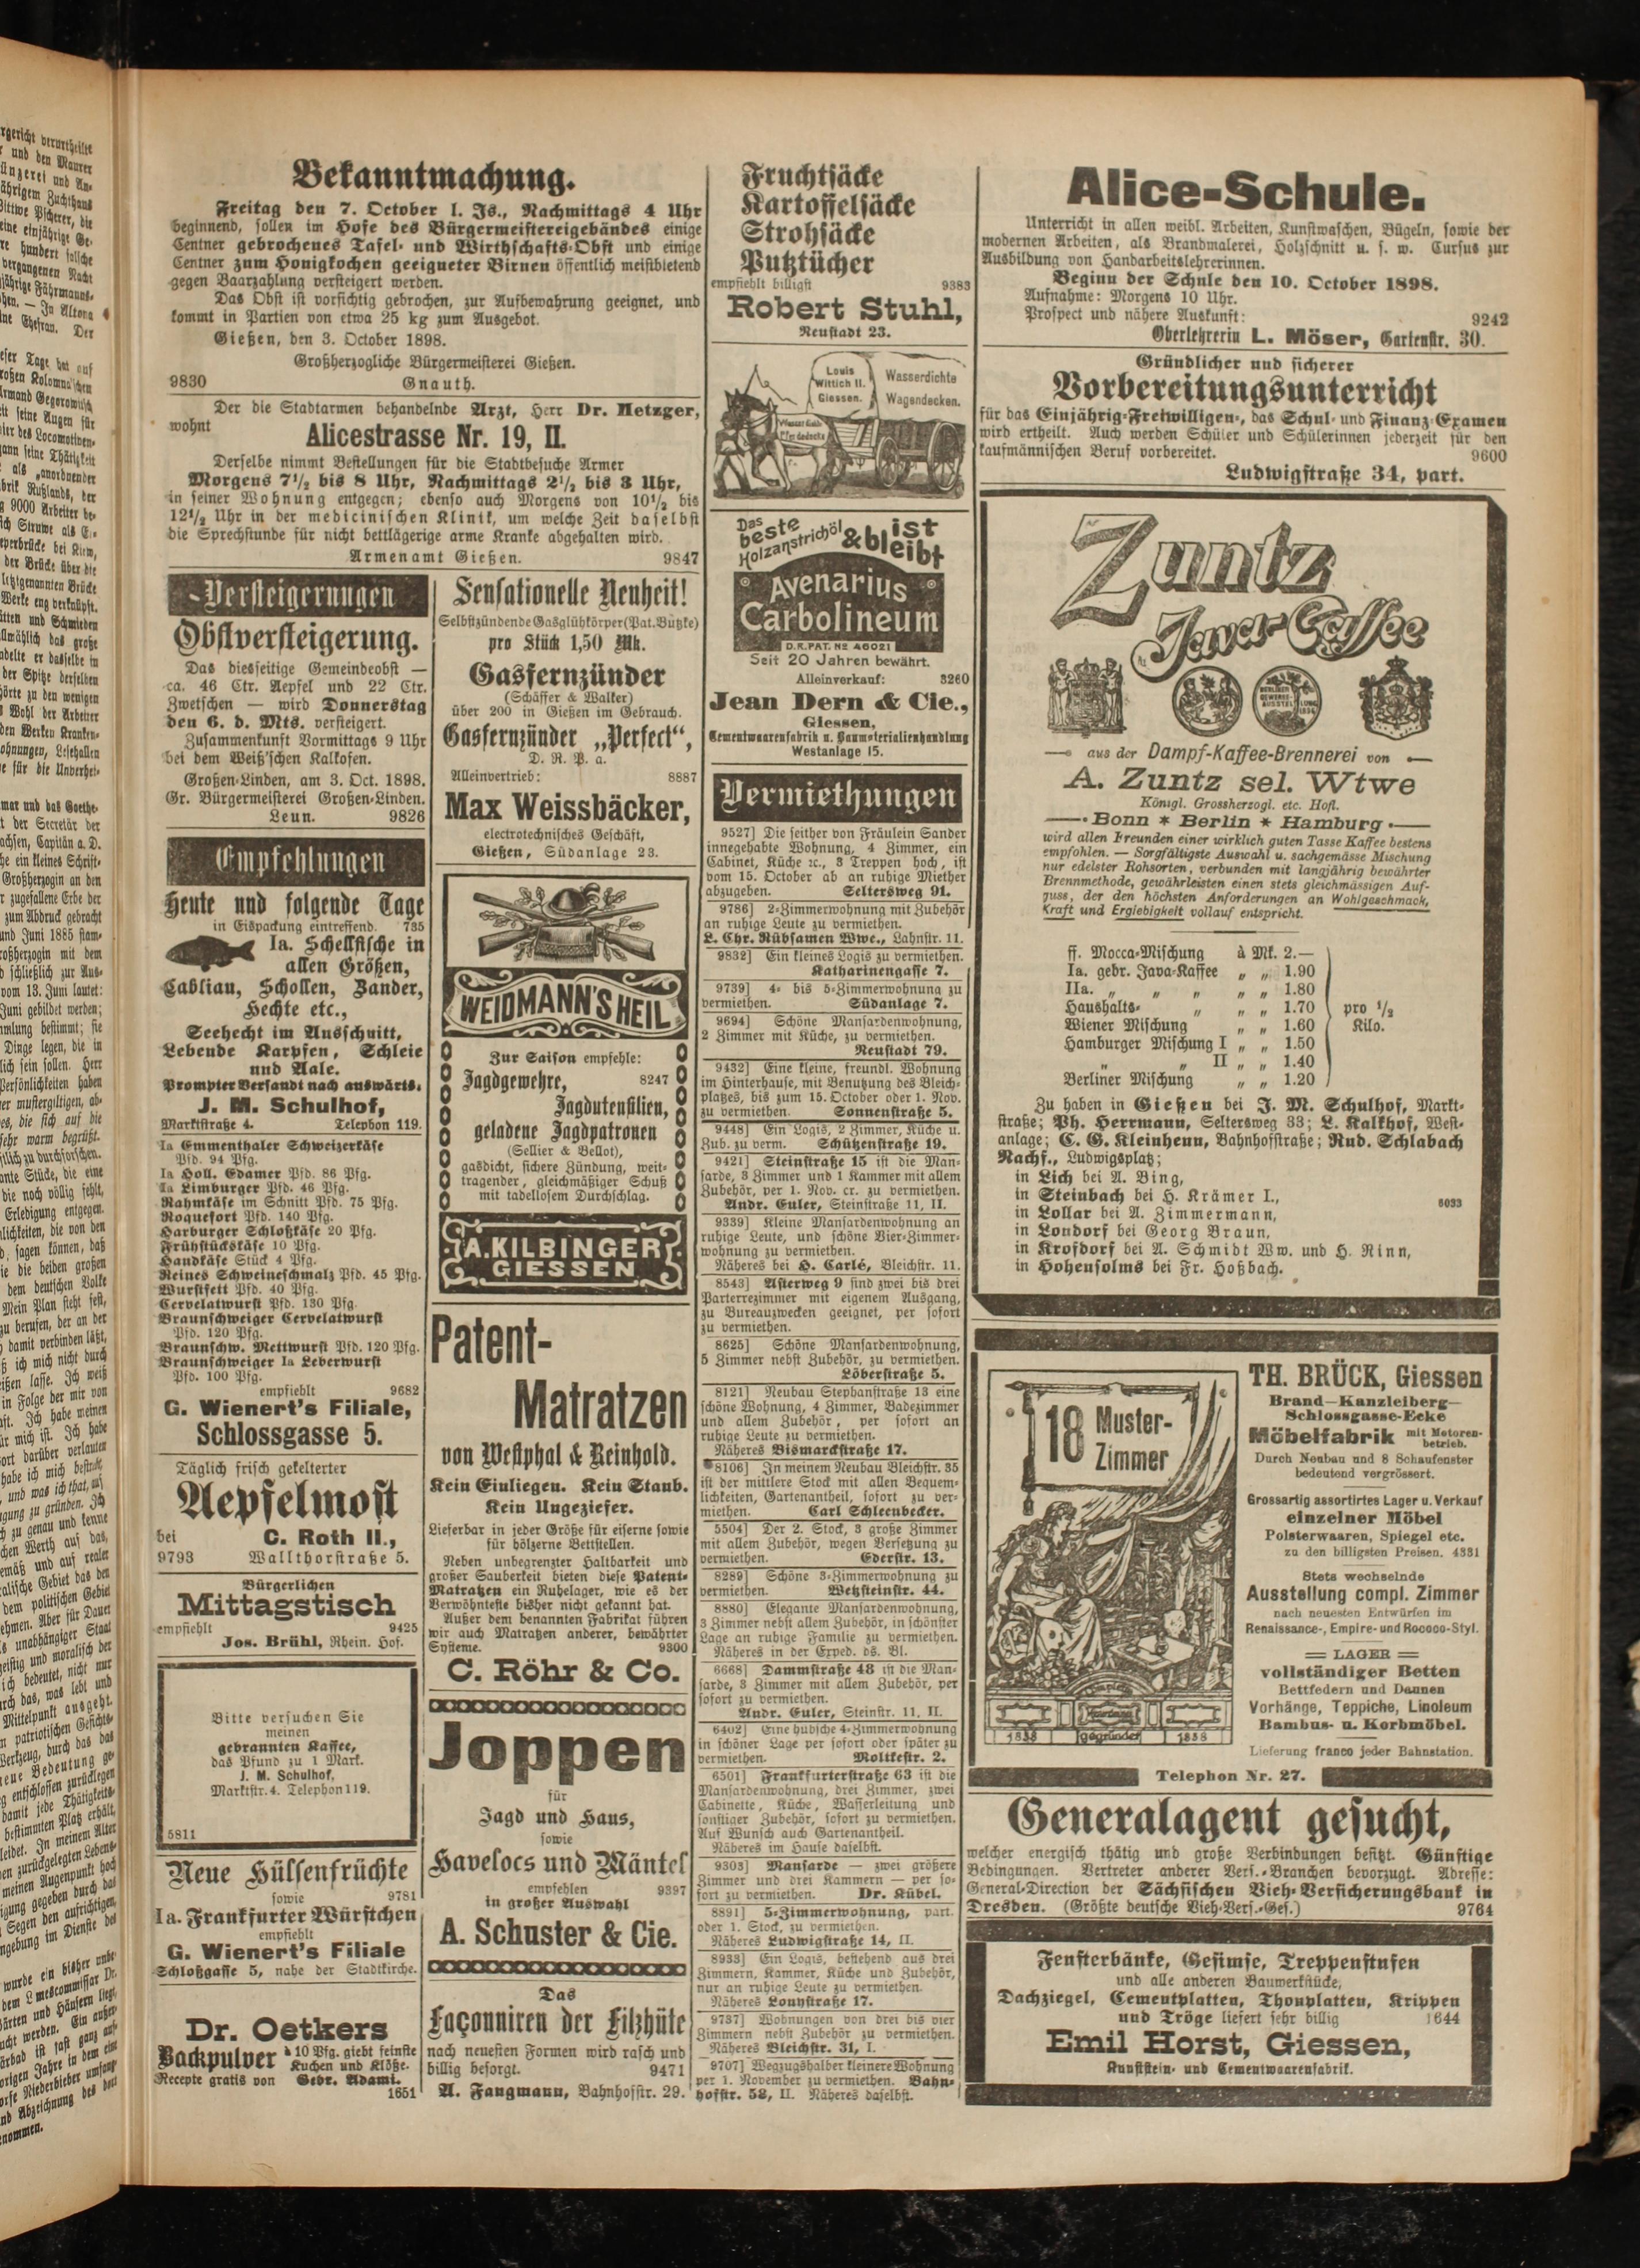 Bekanntmachung.
Freitag den 7. October l. Js., Nachmittags 4 Uhr
beginnend, sollen im Hofe des Bürgermeistereigebäudes einige
Centner gebrochenes Tafel- und Wirthschafts-Obst und einige
Centner zum Honigkochen geeigneter Birnen öffentlich meistbietend
gegen Baarzahlung versteigert werden.
Das Obst ist vorsichtig gebrochen, zur Aufbewahrung geeignet, und
kommt in Partien von etwa 25 kg zum Ausgebot.
Gießen, den 3. October 1898.
Großherzogliche Bürgermeisterei Gießen.
9830 Gnauth.
Der die Stadtarmen behandelnde Arzt, Herr Dr. Metzger,
wohnt
Alicestrasse Nr. 19, II.
Derselbe nimmt Bestellungen für die Stadtbesuche Armer
Morgens 7½ bis 8 Uhr, Nachmittags 2½ bis 3 Uhr,
in seiner Wohnung entgegen; ebenso auch Morgens von 10½ bis
12½ Uhr in der medicinischen Klinik, um welche Zeit daselbst
die Sprechstunde für nicht bettlägerige arme Kranke abgehalten wird.
Armenamt Gießen. 9847
Versteigerungen
Obstversteigerung.
Das diesseitige Gemeindeobst —
ca. 46 Ctr. Aepfel und 22 Ctr.
Zwetschen — wird Donnerstag
den 6. d. Mts. versteigert.
Zusammenkunft Vormittags 9 Uhr
bei dem Weiß'schen Kalkofen.
Großen-Linden, am 3. Oct. 1898.
Gr. Bürgermeisterei Großen-Linden.
Leun. 9826
Empfehlungen
Heute und folgende Tage
in Eispackung eintreffend. 735
Ia. Schellfische in
allen Größen,
Cabliau, Schollen, Zander,
Hechte etc.,
Seehecht im Ausschnitt,
Lebende Karpfen, Schleie
und Aale.
Prompter Versandt nach auswärts.
J. M. Schulhof,
Marktstraße 4. Telephon 119.
Ia Emmenthaler Schweizerkäse
Pfd. 94 Pfg.
Ia Holl. Edamer Pfd. 86 Pfg.
Ia Limburger Pfd. 46 Pfg.
Rahmkäse im Schnitt Pfd. 75 Pfg.
Roquefort Pfd. 140 Pfg.
Harburger Schloßkäse 20 Pfg.
Frühstückskäse 10 Pfg.
Handkäse Stück 4 Pfg.
Reines Schweineschmalz Pfd. 45 Pfg.
Wurstfett Pfd. 40 Pfg.
Cervelatwurst Pfd. 130 Pfg.
Braunschweiger Cervelatwurst
Pfd. 120 Pfg.
Braunschw. Mettwurst Pfd. 120 Pfg.
Braunschweiger Ia Leberwurst
Pfd. 100 Pfg.
empfiehlt 9682
G. Wienert's Filiale,
Schlossgasse 5.
Täglich frisch gekelterter
Aepfelmost
bei C. Roth II.,
9793 Wallthorstraße 5.
Bürgerlichen
Mittagstisch
empfiehlt 9425
Jos. Brühl, Rhein. Hof.
Bitte versuchen Sie
meinen
gebrannten Kaffee,
das Pfund zu 1 Mark.
J. M. Schulhof,
Marktstr. 4. Telephon 119.
5811
Neue Hülsenfrüchte
sowie 9781
Ia. Frankfurter Würstchen
empfiehlt
G. Wienert's Filiale
Schloßgasse 5, nahe der Stadtkirche.
Dr. Oetkers
Backpulver à 10 Pfg. giebt feinste
Kuchen und Klöße.
Recepte gratis von Gebr. Adami.
1651
Sensationelle Neuheit!
Selbstzündende Gasglühkörper (Pat. Butzke)
pro Stück 1,50 Mk.
Gasfernzünder
(Schäffer & Walker)
über 200 in Gießen im Gebrauch.
Gasfernzünder „Perfect“,
D. R. P. a.
Alleinvertrieb: 8887
Max Weissbäcker,
electrotechnisches Geschäft,
Gießen, Südanlage 23.
WEIDMANN'S HEIL
Zur Saison empfehle:
Jagdgewehre, 8247
Jagdutensilien,
geladene Jagdpatronen
(Sellier & Bellot),
gasdicht, sichere Zündung, weit-
tragender, gleichmäßiger Schuß
mit tadellosem Durchschlag.
A. KILBINGER
GIESSEN
Patent-
Matratzen
von Westphal & Reinhold.
Kein Einliegen. Kein Staub.
Kein Ungeziefer.
Lieferbar in jeder Größe für eiserne sowie
für hölzerne Bettstellen.
Neben unbegrenzter Haltbarkeit und
großer Sauberkeit bieten diese Patent-
Matratzen ein Ruhelager, wie es der
Verwöhnteste bisher nicht gekannt hat.
Außer dem benannten Fabrikat führen
wir auch Matratzen anderer, bewährter
Systeme. 9300
C. Röhr & Co.
Joppen
für
Jagd und Haus,
sowie
Havelocs und Mäntel
empfehlen 9397
in großer Auswahl
A. Schuster & Cie.
Das
Façonniren der Filzhüte
nach neuesten Formen wird rasch und
billig besorgt. 9471
A. Fangmann, Bahnhofstr. 29.
Fruchtsäcke
Kartoffelsäcke
Strohsäcke
Putztücher
empfiehlt billigst 9383
Robert Stuhl,
Neustadt 23.
Louis
Wittich II.
Giessen.
Wasserdichte
Wagendecken.
Das
beste
Holzanstrichöl
ist
& bleibt
Avenarius
Carbolineum
D.R. PAT. No 46021
Seit 20 Jahren bewährt.
Alleinverkauf: 3260
Jean Dern & Cie.,
Giessen,
Cementwaarenfabrik u. Baumaterialienhandlung
Westanlage 15.
Vermiethungen
9527] Die seither von Fräulein Sander
innegehabte Wohnung, 4 Zimmer, ein
Cabinet, Küche ꝛc., 3 Treppen hoch, ist
vom 15. October ab an ruhige Miether
abzugeben. Seltersweg 91.
9786] 2-Zimmerwohnung mit Zubehör
an ruhige Leute zu vermiethen.
L. Chr. Rübsamen Wwe., Lahnstr. 11.
9832] Ein kleines Logis zu vermiethen.
Katharinengasse 7.
9739] 4- bis 5-Zimmerwohnung zu
vermiethen. Südanlage 7.
9694] Schöne Mansardenwohnung,
2 Zimmer mit Küche, zu vermiethen.
Neustadt 79.
9432] Eine kleine, freundl. Wohnung
im Hinterhause, mit Benutzung des Bleich-
platzes, bis zum 15. October oder 1. Nov.
zu vermiethen. Sonnenstraße 5.
9448] Ein Logis, 2 Zimmer, Küche u.
Zub. zu verm. Schützenstraße 19.
9421] Steinstraße 15 ist die Man-
sarde, 3 Zimmer und 1 Kammer mit allem
Zubehör, per 1. Nov. cr. zu vermiethen.
Andr. Euler, Steinstraße 11, II.
9339] Kleine Mansardenwohnung an
ruhige Leute, und schöne Vier-Zimmer-
wohnung zu vermiethen.
Näheres bei H. Carlé, Bleichstr. 11.
8543] Asterweg 9 sind zwei bis drei
Parterrezimmer mit eigenem Ausgang,
zu Bureauzwecken geeignet, per sofort
zu vermiethen.
8625] Schöne Mansardenwohnung,
5 Zimmer nebst Zubehör, zu vermiethen.
Löberstraße 5.
8121] Neubau Stephanstraße 13 eine
schöne Wohnung, 4 Zimmer, Badezimmer
und allem Zubehör, per sofort an
ruhige Leute zu vermiethen.
Näheres Bismarckstraße 17.
8106] In meinem Neubau Bleichstr. 35
ist der mittlere Stock mit allen Bequem-
lichkeiten, Gartenantheil, sofort zu ver-
miethen. Carl Schleenbecker.
5504] Der 2. Stock, 3 große Zimmer
mit allem Zubehör, wegen Versetzung zu
vermiethen. Ederstr. 13.
8289] Schöne 3-Zimmerwohnung zu
vermiethen. Wetzsteinstr. 44.
8880] Elegante Mansardenwohnung,
3 Zimmer nebst allem Zubehör, in schönster
Lage an ruhige Familie zu vermiethen.
Näheres in der Exped. ds. Bl.
6668] Dammstraße 48 ist die Man-
sarde, 3 Zimmer mit allem Zubehör, per
sofort zu vermiethen.
Andr. Euler, Steinstr. 11, II.
6402] Eine hübsche 4-Zimmerwohnung
in schöner Lage per sofort oder später zu
vermiethen. Moltkestr. 2.
6501] Frankfurterstraße 63 ist die
Mansardenwohnung, drei Zimmer, zwei
Cabinette, Küche, Wasserleitung und
sonstiger Zubehör, sofort zu vermiethen.
Auf Wunsch auch Gartenantheil.
Näheres im Hause daselbst.
9303] Mansarde — zwei größere
Zimmer und drei Kammern — per so-
fort zu vermiethen. Dr. Kübel.
8891] 5-Zimmerwohnung, part.
oder 1. Stock, zu vermiethen.
Näheres Ludwigstraße 14, II.
8933] Ein Logis, bestehend aus drei
Zimmern, Kammer, Küche und Zubehör,
nur an ruhige Leute zu vermiethen.
Näheres Lonystraße 17.
9737] Wohnungen von drei bis vier
Zimmern nebst Zubehör zu vermiethen.
Näheres Bleichstr. 31, I.
9707] Wegzugshalber kleinere Wohnung
per 1. November zu vermiethen. Bahn-
hofstr. 58, II. Näheres daselbst.
Alice-Schule.
Unterricht in allen weibl. Arbeiten, Kunstwaschen, Bügeln, sowie der
modernen Arbeiten, als Brandmalerei, Holzschnitt u. s. w. Cursus zur
Ausbildung von Handarbeitslehrerinnen.
Beginn der Schule den 10. October 1898.
Aufnahme: Morgens 10 Uhr.
Prospect und nähere Auskunft: 9242
Oberlehrerin L. Möser, Gartenstr. 30.
Gründlicher und sicherer
Vorbereitungsunterricht
für das Einjährig-Freiwilligen-, das Schul- und Finanz-Examen
wird ertheilt. Auch werden Schüler und Schülerinnen jederzeit für den
kaufmännischen Beruf vorbereitet. 9600
Ludwigstraße 34, part.
Zuntz
Java-Caffee
aus der Dampf-Kaffee-Brennerei von
A. Zuntz sel. Wtwe
Königl. Grossherzogl. etc. Hofl.
Bonn * Berlin * Hamburg
wird allen Freunden einer wirklich guten Tasse Kaffee bestens
empfohlen. — Sorgfältigste Auswahl u. sachgemässe Mischung
nur edelster Rohsorten, verbunden mit langjährig bewährter
Brennmethode, gewährleisten einen stets gleichmässigen Auf-
guss, der den höchsten Anforderungen an Wohlgeschmack,
Kraft und Ergiebigkeit vollauf entspricht.
ff. Mocca-Mischung à Mk. 2.—
Ia. gebr. Java-Kaffee „ „ 1.90
IIa. „ „ „ „ „ 1.80
Haushalts- „ „ „ 1.70 pro ½
Wiener Mischung „ „ 1.60 Kilo.
Hamburger Mischung I „ „ 1.50
„ „ II „ „ 1.40
Berliner Mischung „ „ 1.20
Zu haben in Gießen bei J. M. Schulhof, Markt-
straße; Ph. Herrmann, Seltersweg 33; L. Kalkhof, West-
anlage; C. G. Kleinhenn, Bahnhofstraße; Rud. Schlabach
Nachf., Ludwigsplatz;
in Lich bei A. Bing,
in Steinbach bei H. Krämer I., 6033
in Lollar bei A. Zimmermann,
in Londorf bei Georg Braun,
in Krofdorf bei A. Schmidt Ww. und H. Rinn,
in Hohensolms bei Fr. Hoßbach.
18 Muster-
Zimmer
1838 gegründet 1838
TH. BRÜCK, Giessen
Brand—Kanzleiberg—
Schlossgasse-Ecke
Möbelfabrik mit Motoren-
betrieb.
Durch Neubau und 8 Schaufenster
bedeutend vergrössert.
Grossartig assortirtes Lager u. Verkauf
einzelner Möbel
Polsterwaaren, Spiegel etc.
zu den billigsten Preisen. 4331
Stets wechselnde
Ausstellung compl. Zimmer
nach neuesten Entwürfen im
Renaissance-, Empire- und Rococo-Styl.
LAGER
vollständiger Betten
Bettfedern und Daunen
Vorhänge, Teppiche, Linoleum
Bambus- u. Korbmöbel.
Lieferung franco jeder Bahnstation.
Telephon Nr. 27.
Generalagent gesucht,
welcher energisch thätig und große Verbindungen besitzt. Günstige
Bedingungen. Vertreter anderer Vers.-Branchen bevorzugt. Adresse:
General-Direction der Sächsischen Vieh-Versicherungsbank in
Dresden. (Größte deutsche Vieh-Vers.-Ges.) 9764
Fensterbänke, Gesimse, Treppenstufen
und alle anderen Bauwerkstücke,
Dachziegel, Cementplatten, Thonplatten, Krippen
und Tröge liefert sehr billig 1644
Emil Horst, Giessen,
Kunststein- und Cementwaarenfabrik.